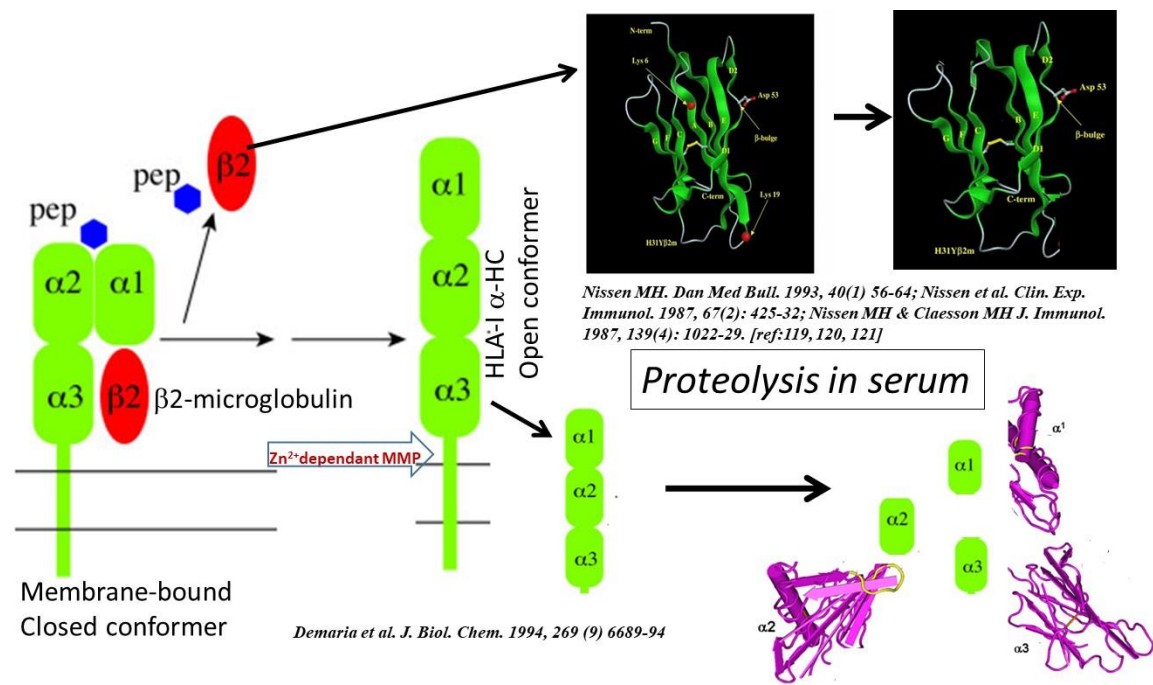 pep
α2
α1
α3
β2
β2-microglobulin
pep
β2
Membrane-bound
Closed conformer
α1
α2
α3
HLA-I α-HC
Open conformer
Zn2+dependant MMP
N-term
Lys 6
D2
Asp 53
β-bulge
G
F
C
A
B
E
D1
C-term
Lys 19
H31Yβ2m
D2
Asp 53
β-bulge
G
F
C
B
E
D1
C-term
H31Yβ2m
Nissen MH. Dan Med Bull. 1993, 40(1) 56-64; Nissen et al. Clin. Exp.
Immunol. 1987, 67(2): 425-32; Nissen MH & Claesson MH J. Immunol.
1987, 139(4): 1022-29. [ref:119, 120, 121]
Proteolysis in serum
α1
α2
α3
α1
α2
α3
α1
α2
α3
Demaria et al. J. Biol. Chem. 1994, 269 (9) 6689-94